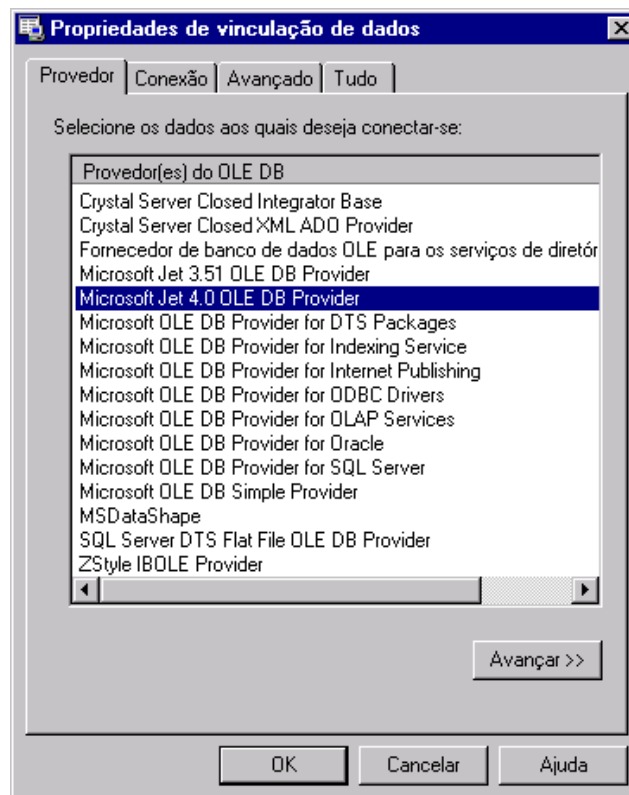 Propriedades de vinculação de dados
Provedor Conexão Avançado Tudo
Selecione os dados aos quais deseja conectar-se:
Provedor(es) do OLE DB
Crystal Server Closed Integrator Base
Crystal Server Closed XML ADO Provider
Fornecedor de banco de dados OLE para os serviços de diretór
Microsoft Jet 3.51 OLE DB Provider
Microsoft Jet 4.0 OLE DB Provider
Microsoft OLE DB Provider for DTS Packages
Microsoft OLE DB Provider for Indexing Service
Microsoft OLE DB Provider for Internet Publishing
Microsoft OLE DB Provider for ODBC Drivers
Microsoft OLE DB Provider for OLAP Services
Microsoft OLE DB Provider for Oracle
Microsoft OLE DB Provider for SQL Server
Microsoft OLE DB Simple Provider
MSDataShape
SQL Server DTS Flat File OLE DB Provider
ZStyle IBOLE Provider
Avançar >>
OK Cancelar Ajuda